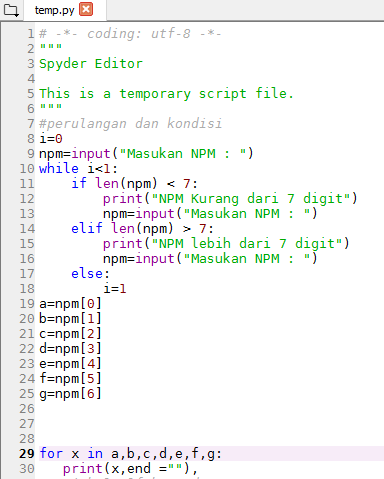 temp.py
1 # -*- coding: utf-8 -*-
2 """
3 Spyder Editor
4
5 This is a temporary script file.
6 """
7 #perulangan dan kondisi
8 i=0
9 npm=input("Masukan NPM : ")
10 while i<1:
11     if len(npm) < 7:
12         print("NPM Kurang dari 7 digit")
13         npm=input("Masukan NPM : ")
14     elif len(npm) > 7:
15         print("NPM lebih dari 7 digit")
16         npm=input("Masukan NPM : ")
17     else:
18         i=1
19 a=npm[0]
20 b=npm[1]
21 c=npm[2]
22 d=npm[3]
23 e=npm[4]
24 f=npm[5]
25 g=npm[6]
26
27
28
29 for x in a,b,c,d,e,f,g:
30    print(x,end =""),